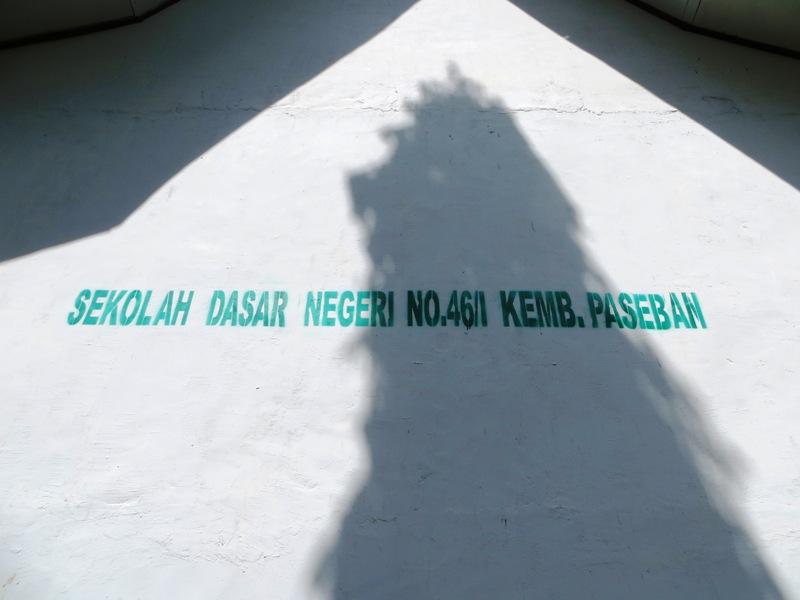 SEKOLAH DASAR NEGERI NO.46/I KEMB. PASEBAN